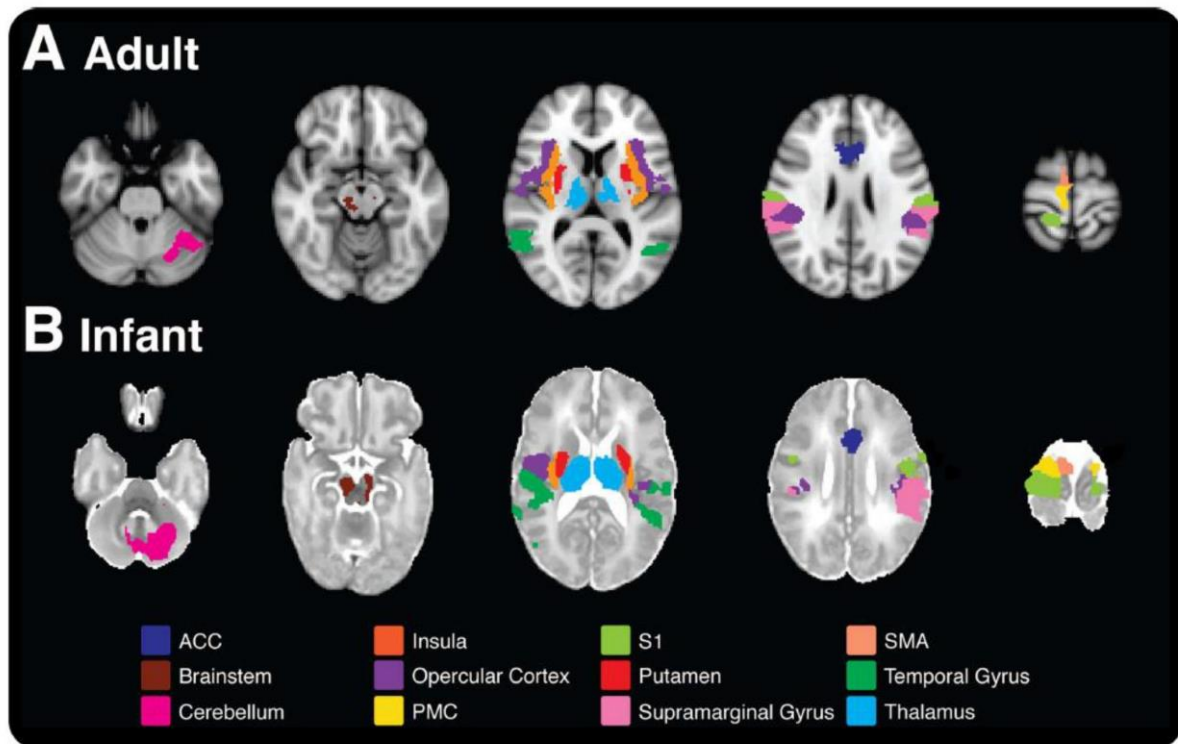 A Adult
B Infant
ACC Insula S1 SMA
Brainstem Opercular Cortex Putamen Temporal Gyrus
Cerebellum PMC Supramarginal Gyrus Thalamus